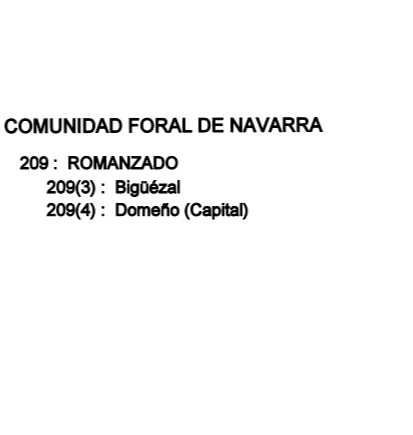 COMUNIDAD FORAL DE NAVARRA
209 : ROMANZADO
209(3) : Bigüézal
209(4) : Domeño (Capital)